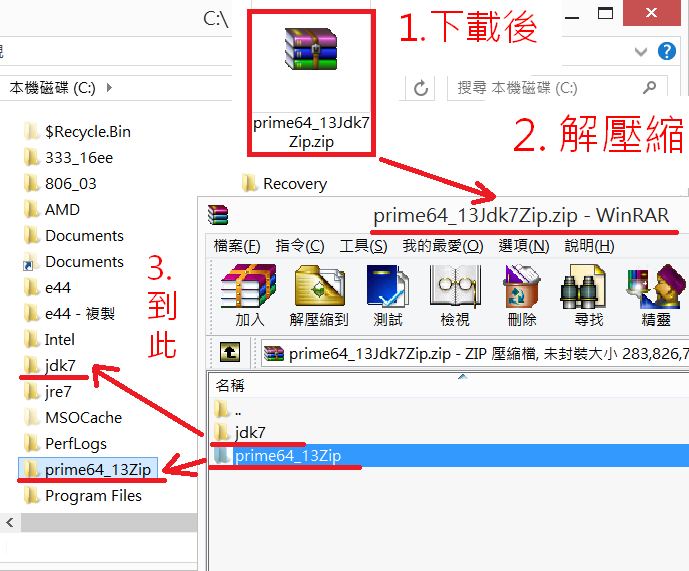 C:\
1.下載後
本機磁碟 (C:)
搜尋 本機磁碟 (C:)
prime64_13Jdk7
Zip.zip
2. 解壓縮
$Recycle.Bin
333_16ee
806_03
AMD
Documents
Documents
e44
e44 - 複製
Intel
jdk7
jre7
MSOCache
PerfLogs
prime64_13Zip
Program Files
3.
到
此
Recovery
prime64_13Jdk7Zip.zip - WinRAR
檔案(F) 指令(C) 工具(S) 我的最愛(O) 選項(N) 說明(H)
加入 解壓縮到 測試 檢視 刪除 尋找 精靈
prime64_13Jdk7Zip.zip - ZIP 壓縮檔, 未封裝大小 283,826,7
名稱
..
jdk7
prime64_13Zip